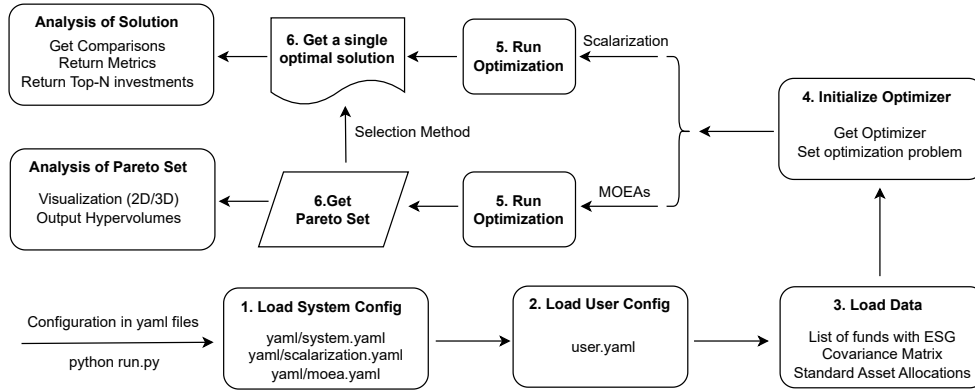 Analysis of Solution
Get Comparisons
Return Metrics
Return Top-N investments
6. Get a single
optimal solution
5. Run
Optimization
Scalarization
4. Initialize Optimizer
Get Optimizer
Set optimization problem
Selection Method
Analysis of Pareto Set
Visualization (2D/3D)
Output Hypervolumes
6.Get
Pareto Set
5. Run
Optimization
MOEAs
Configuration in yaml files
python run.py
1. Load System Config
yaml/system.yaml
yaml/scalarization.yaml
yaml/moea.yaml
2. Load User Config
user.yaml
3. Load Data
List of funds with ESG
Covariance Matrix
Standard Asset Allocations